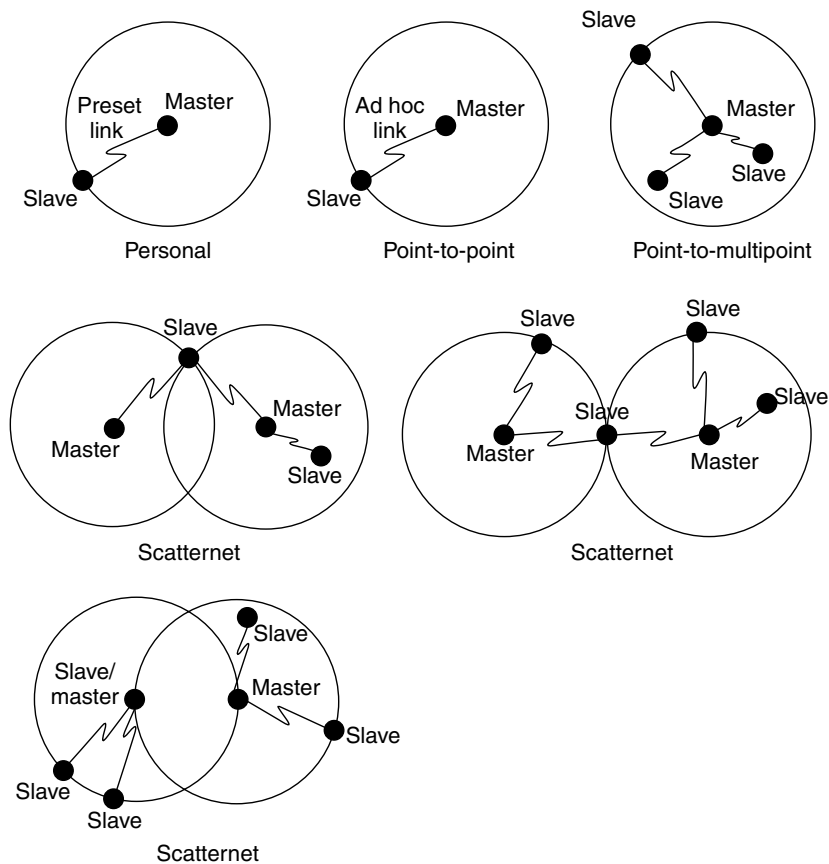 Preset
link
Master
Slave
Personal
Ad hoc
link
Master
Slave
Point-to-point
Slave
Master
Slave
Slave
Point-to-multipoint
Slave
Master
Master
Slave
Scatternet
Slave
Slave
Slave
Slave
Master
Master
Scatternet
Slave
Slave/
master
Master
Slave
Slave
Slave
Scatternet